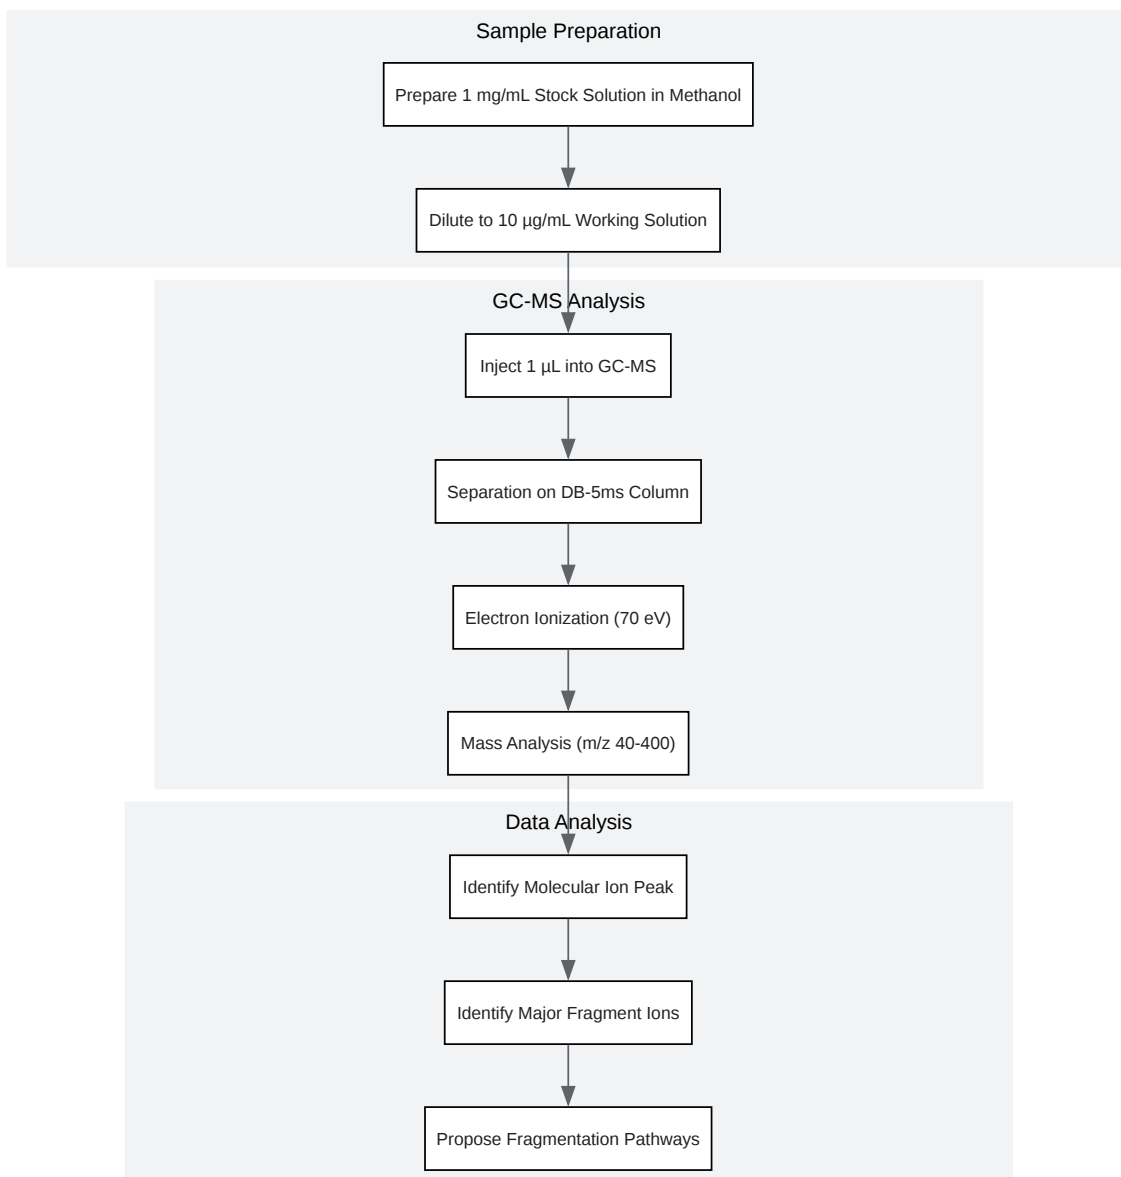 Sample Preparation
Prepare 1 mg/mL Stock Solution in Methanol
Dilute to 10 µg/mL Working Solution
GC-MS Analysis
Inject 1 µL into GC-MS
Separation on DB-5ms Column
Electron Ionization (70 eV)
Mass Analysis (m/z 40-400)
Data Analysis
Identify Molecular Ion Peak
Identify Major Fragment Ions
Propose Fragmentation Pathways